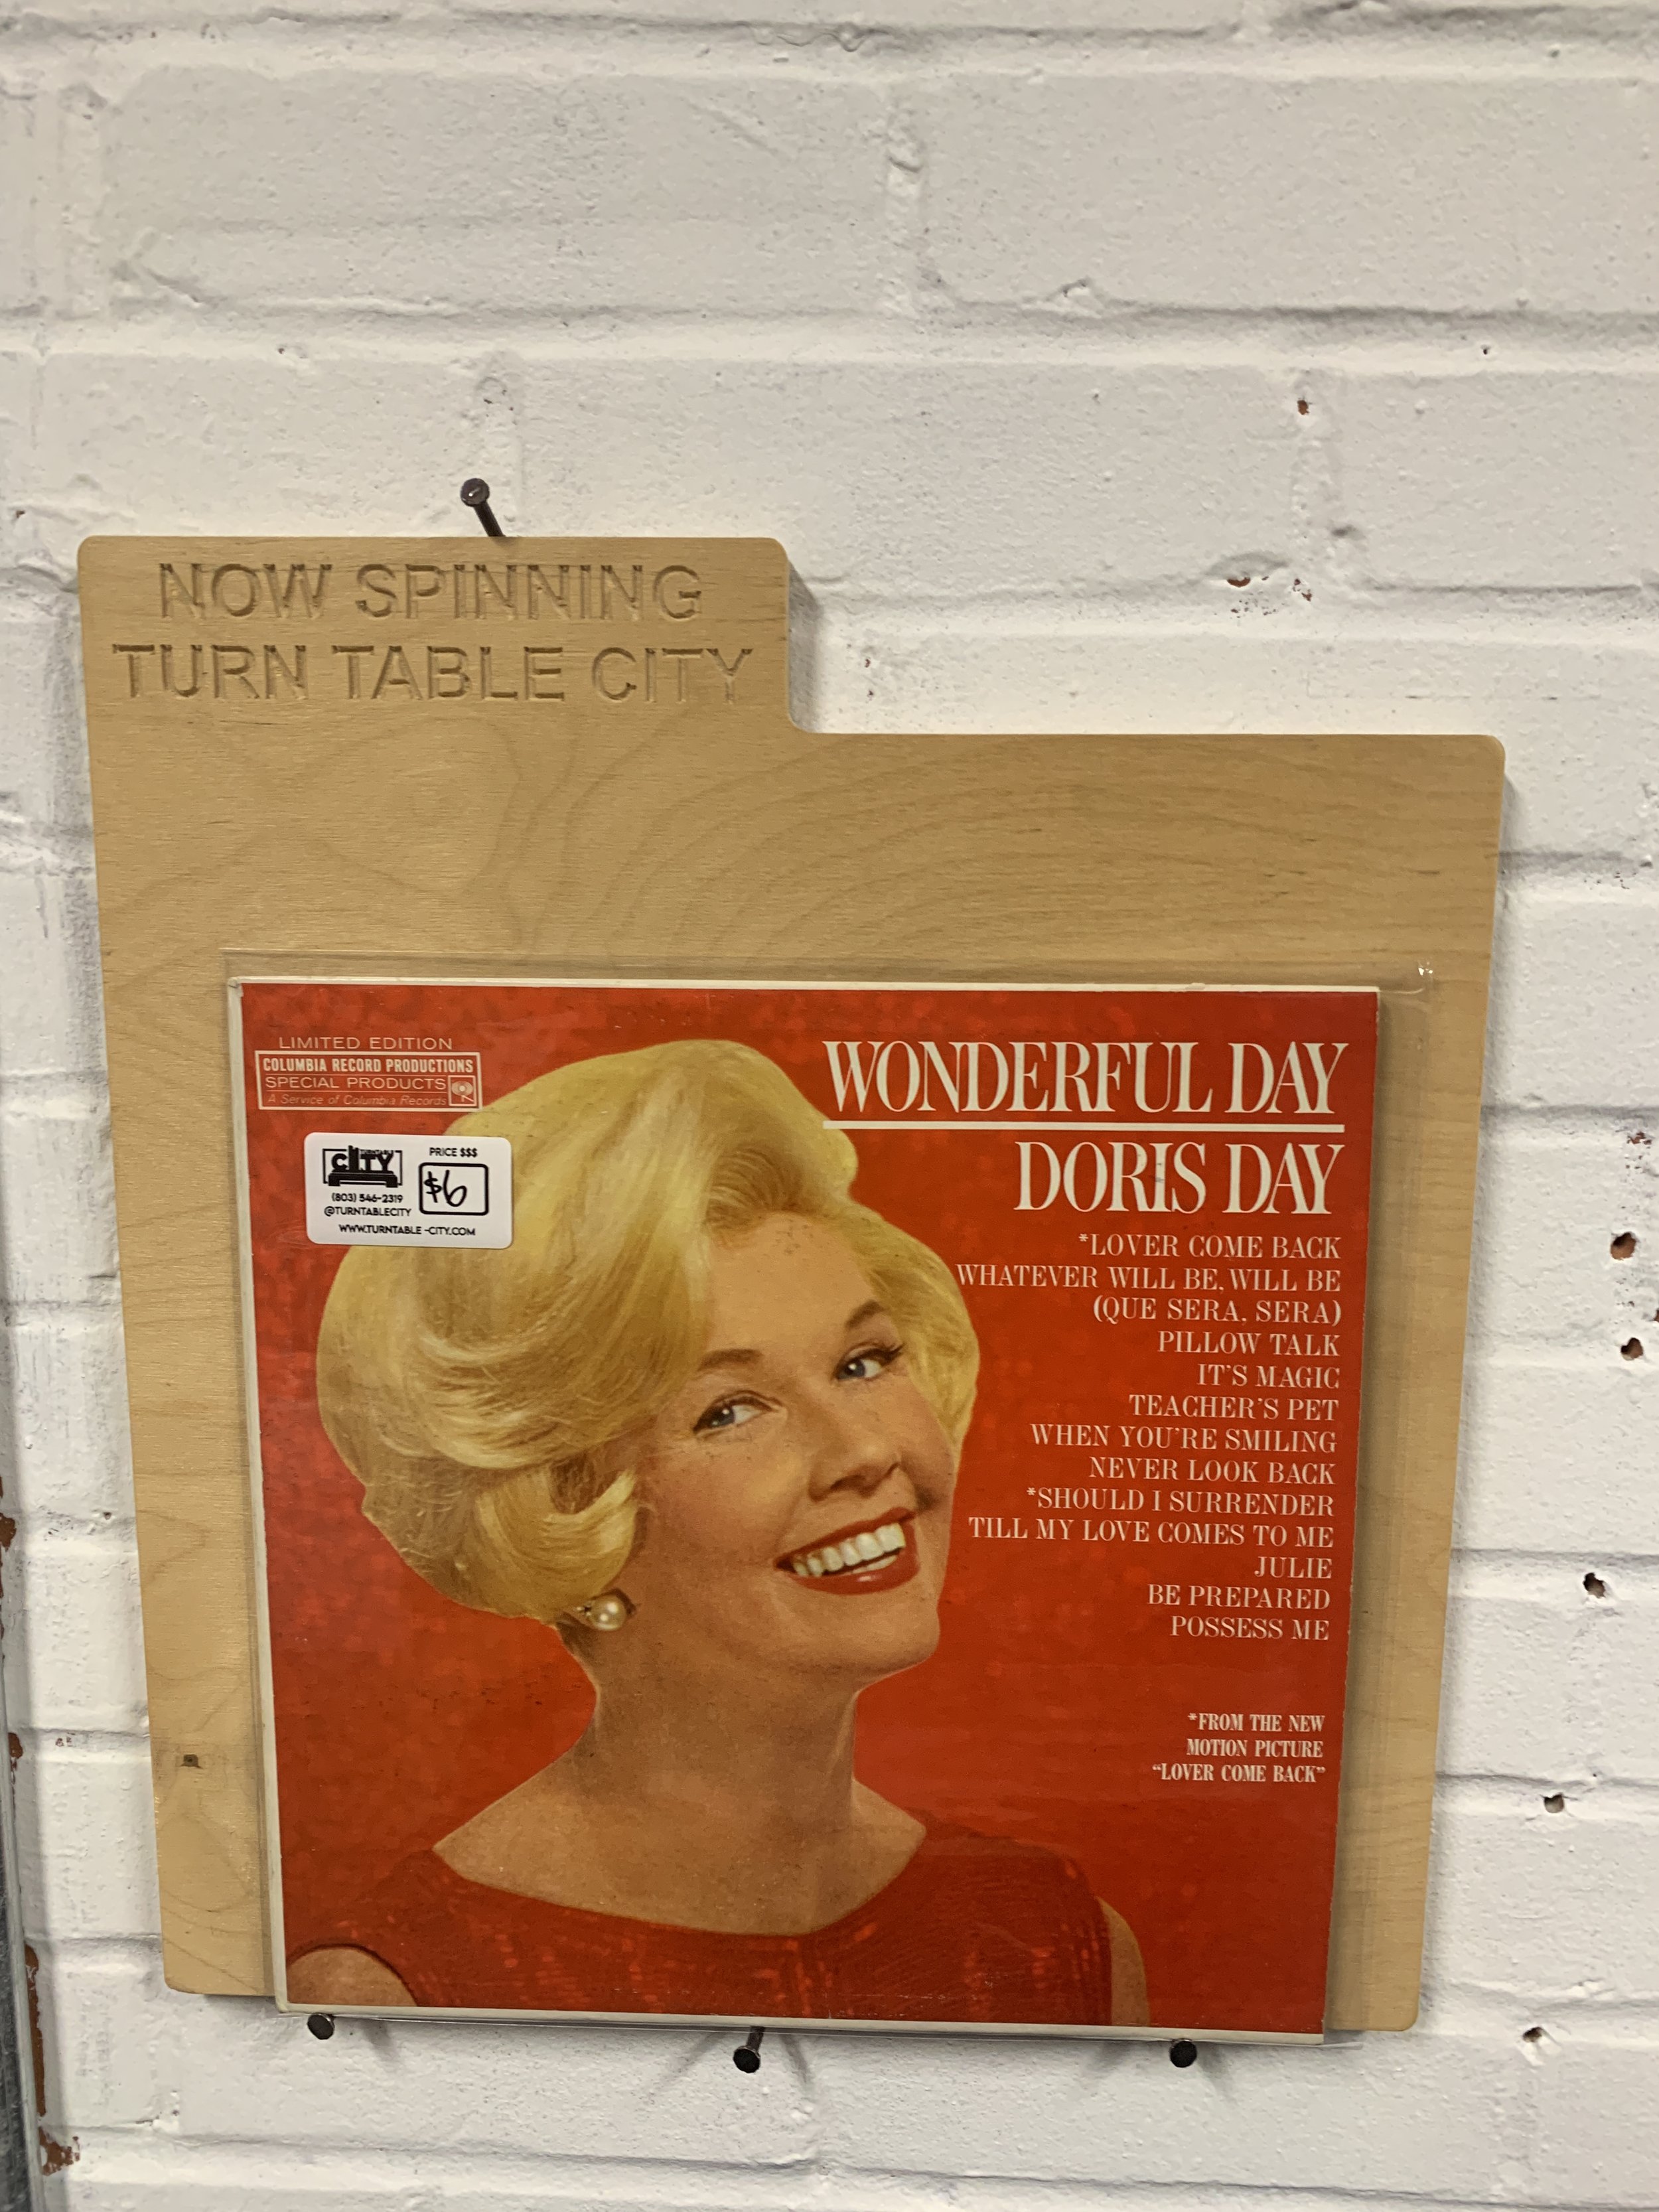 NOW SPINNING
TURN TABLE CITY
LIMITED EDITION
COLUMBIA RECORD PRODUCTIONS
SPECIAL PRODUCTS
A Service of Columbia Records
TURNTABLE
CITY
(803) 546-2319
@TURNTABLECITY
WWW.TURNTABLE-CITY.COM
PRICE $$$
$6
WONDERFUL DAY
DORIS DAY
*LOVER COME BACK
WHATEVER WILL BE, WILL BE
(QUE SERA, SERA)
PILLOW TALK
IT'S MAGIC
TEACHER'S PET
WHEN YOU'RE SMILING
NEVER LOOK BACK
*SHOULD I SURRENDER
TILL MY LOVE COMES TO ME
JULIE
BE PREPARED
POSSESS ME
*FROM THE NEW
MOTION PICTURE
"LOVER COME BACK"